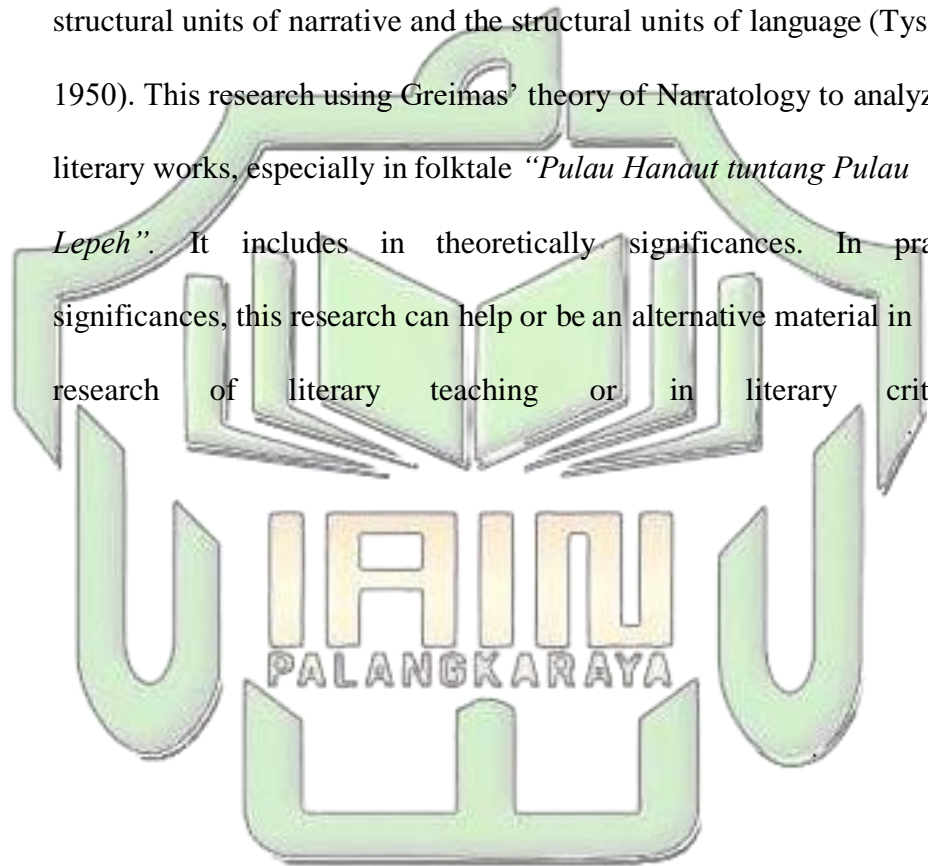 structural units of narrative and the structural units of language (Tys
1950). This research using Greimas’ theory of Narratology to analyz
literary works, especially in folktale “Pulau Hanaut tuntang Pulau
Lepeh”. It includes in theoretically significances. In pra
significances, this research can help or be an alternative material in
research of literary teaching or in literary crit
IAIN
PALANGKARAYA